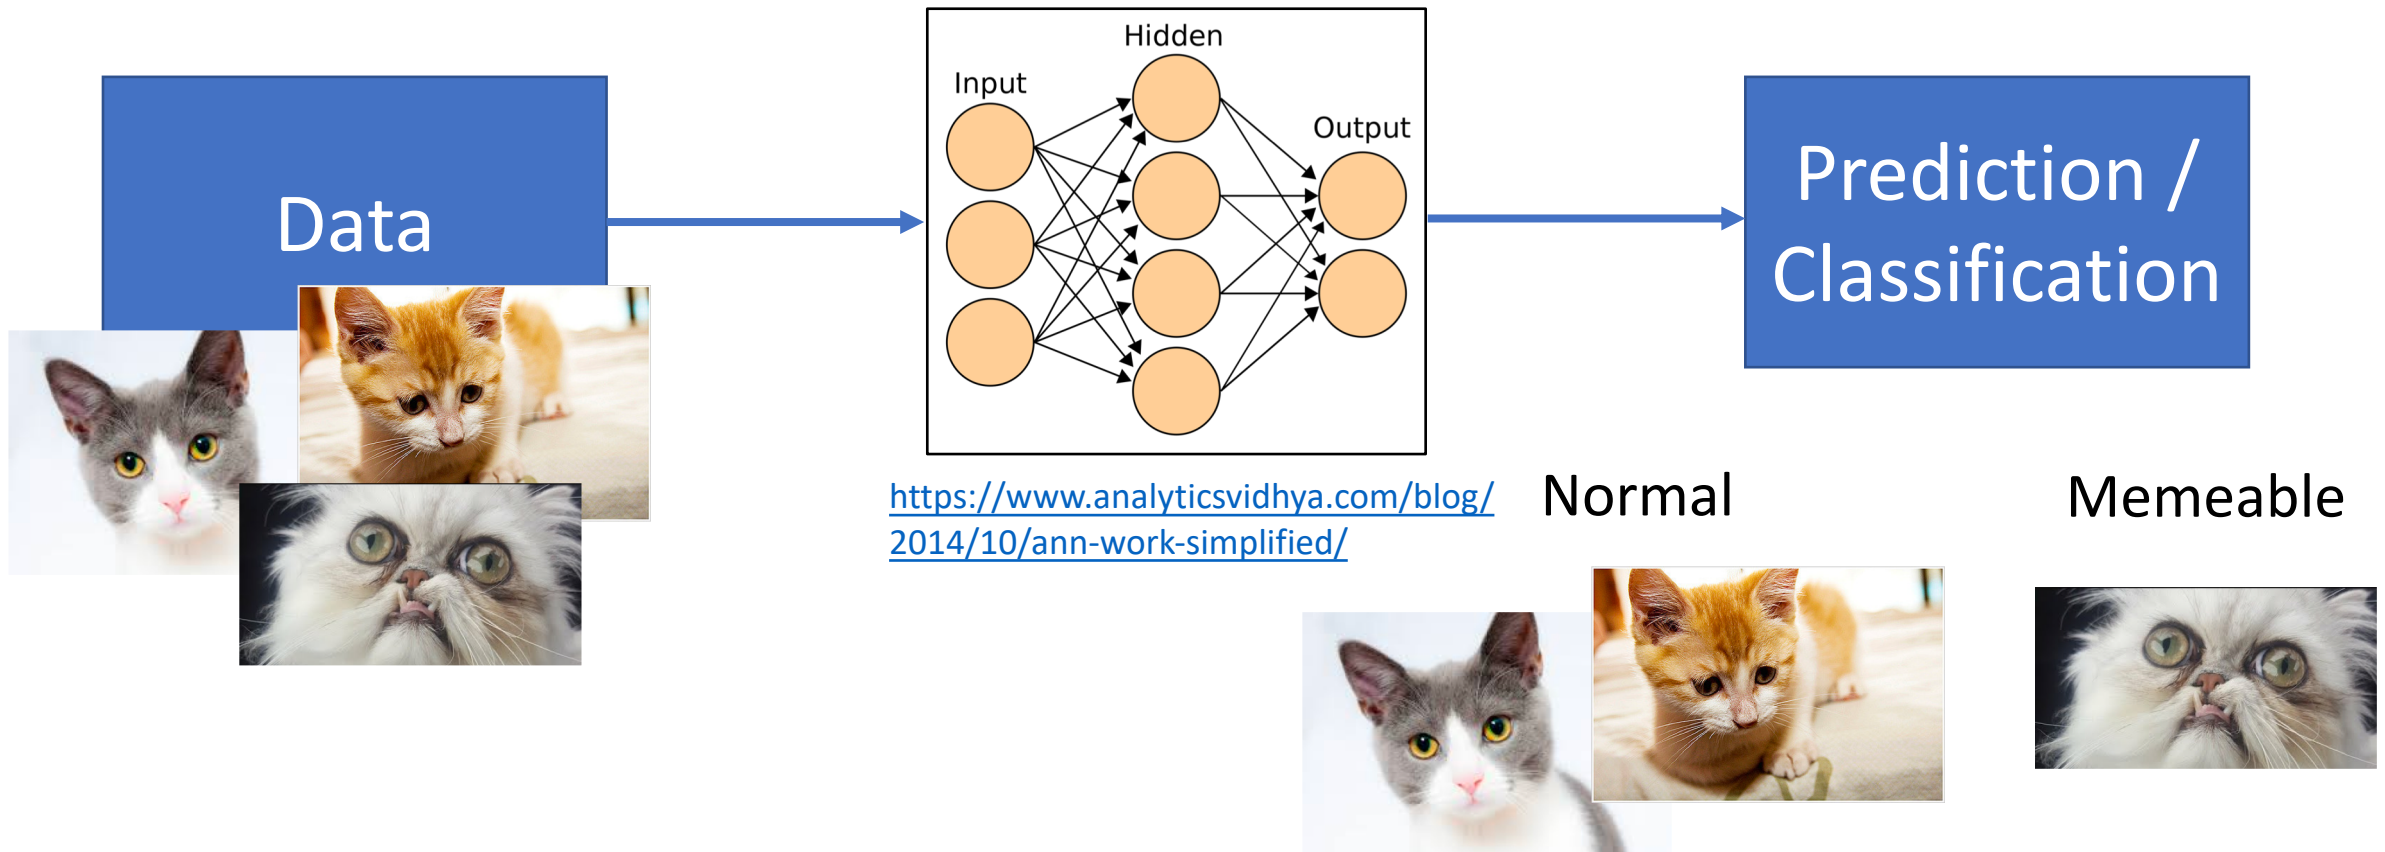 Data
Input
Hidden
Output
Prediction /
Classification
https://www.analyticsvidhya.com/blog/
2014/10/ann-work-simplified/
Normal
Memeable